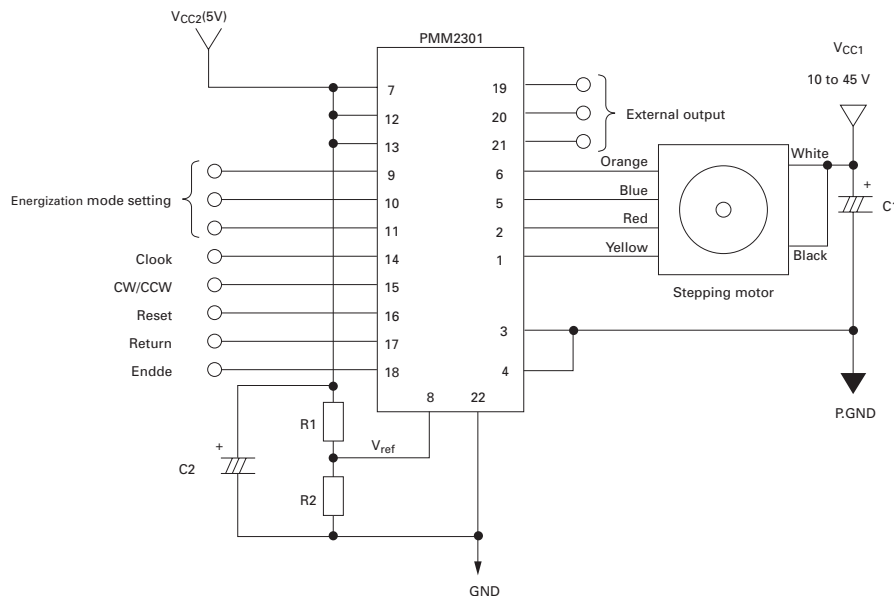 VCC2(5V)
PMM2301
VCC1
10 to 45 V
7
12
13
9
10
11
14
15
16
17
18
8
22
19
20
21
6
5
2
1
3
4
External output
Energization mode setting
Clook
CW/CCW
Reset
Return
Endde
Orange
Blue
Red
Yellow
White
Black
Stepping motor
+
C1
P.GND
R1
Vref
R2
+
C2
GND